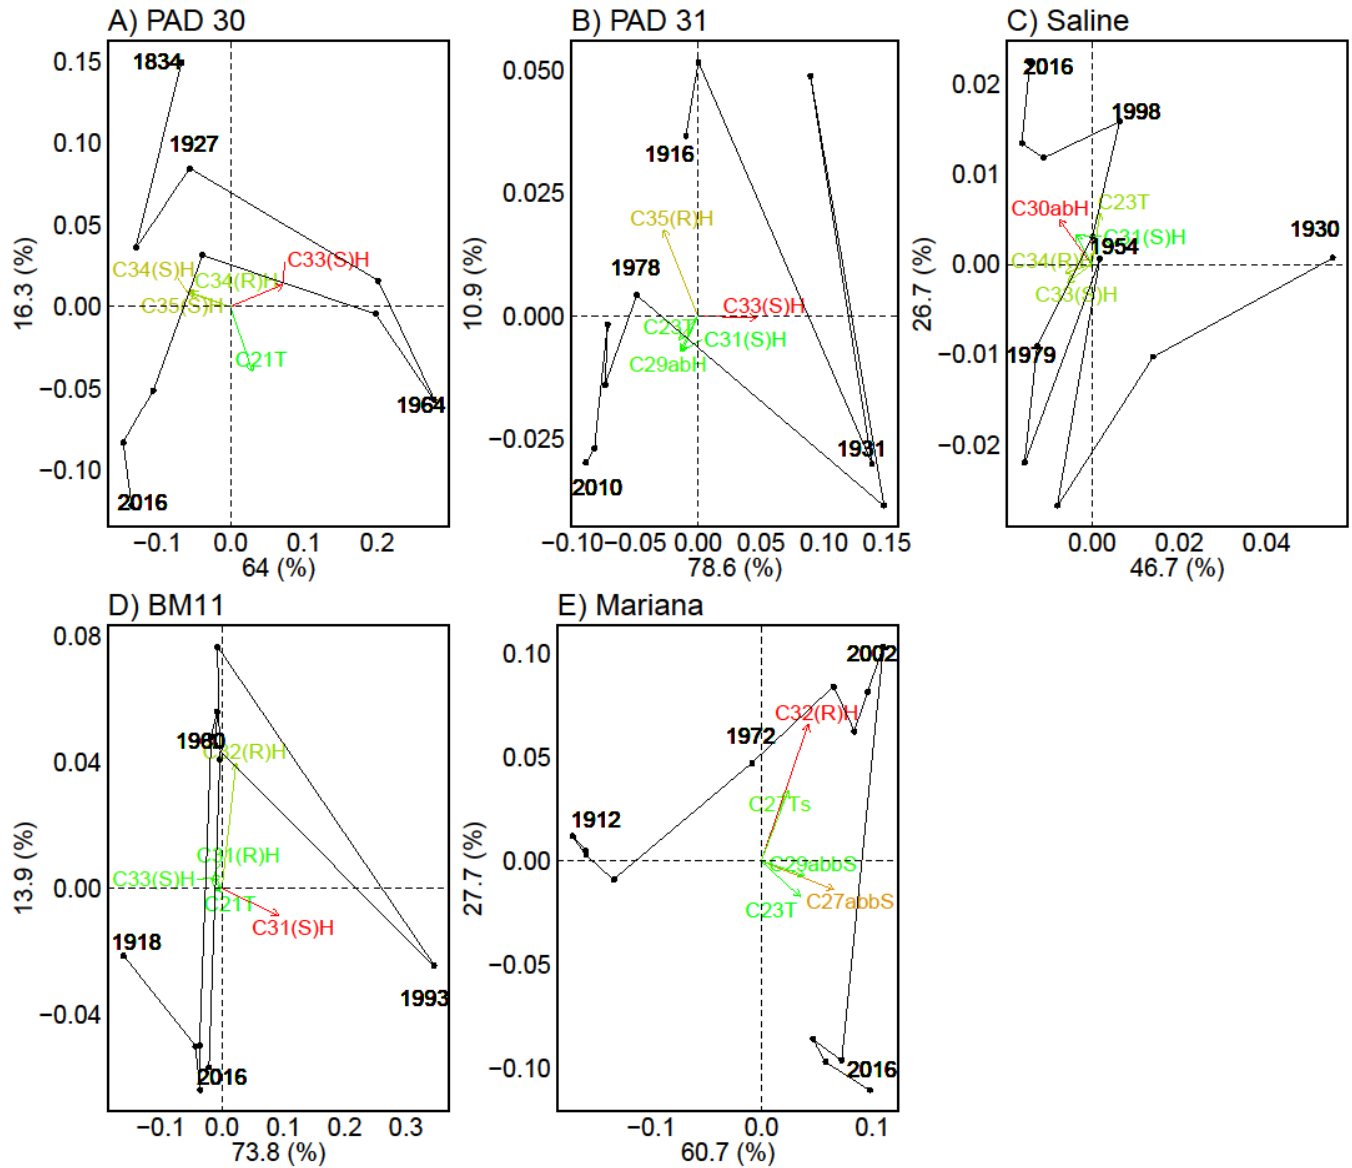 A) PAD 30
0.15
0.10
0.05
0.00
−0.05
−0.10
16.3 (%)
1834
1927
C34(S)H
C34(R)H
C35(S)H
C33(S)H
C21T
1964
2016
−0.1
0.0
0.1
0.2
64 (%)
B) PAD 31
0.050
0.025
0.000
−0.025
10.9 (%)
1916
C35(R)H
1978
C33(S)H
C23T
C31(S)H
C29abH
1931
2010
−0.10
−0.05
0.00
0.05
0.10
0.15
78.6 (%)
C) Saline
0.02
0.01
0.00
−0.01
−0.02
26.7 (%)
2016
1998
C30abH
C23T
C31(S)H
1930
1954
C34(R)H
C33(S)H
1979
0.00
0.02
0.04
46.7 (%)
D) BM11
0.08
0.04
0.00
−0.04
13.9 (%)
1980
C32(R)H
C31(R)H
C33(S)H
C21T
C31(S)H
1918
1993
2016
−0.1
0.0
0.1
0.2
0.3
73.8 (%)
E) Mariana
0.10
0.05
0.00
−0.05
−0.10
27.7 (%)
2002
C32(R)H
1972
C27Ts
1912
C29abbS
C27abbS
C23T
2016
−0.1
0.0
0.1
60.7 (%)